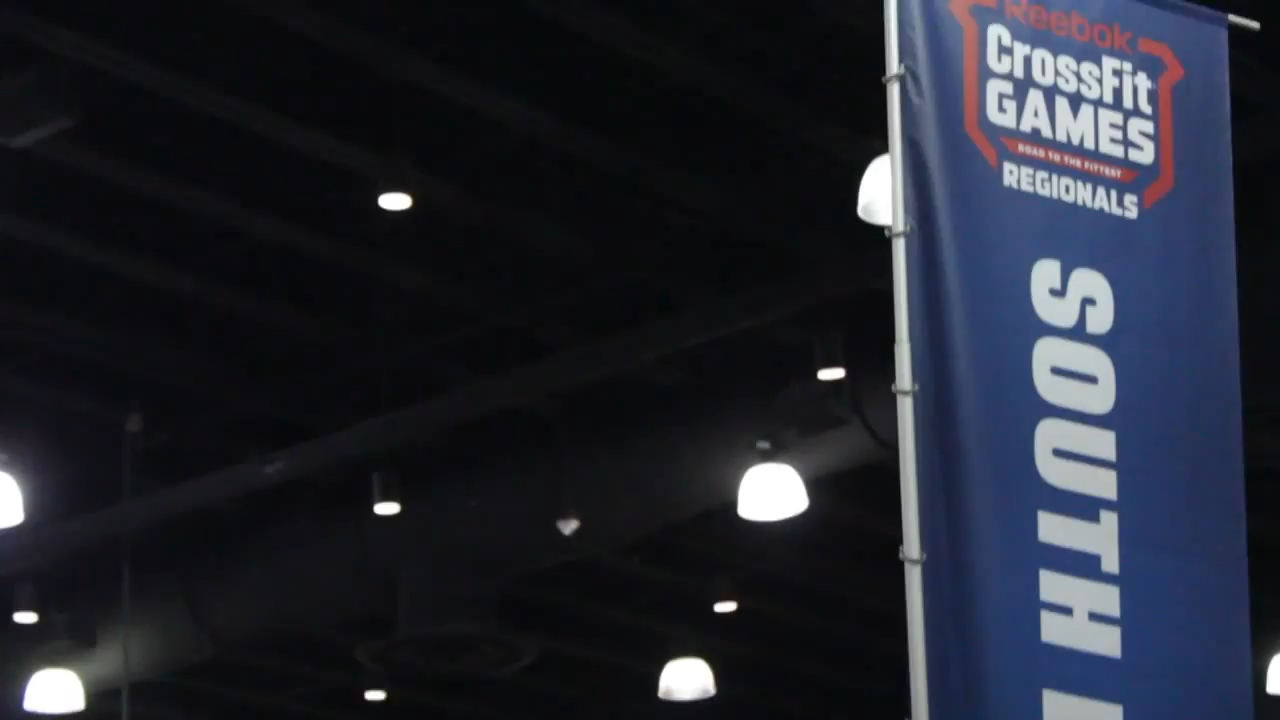 Reebok
CrossFit
GAMES
ROAD TO THE FITTEST
REGIONALS
SOUTH